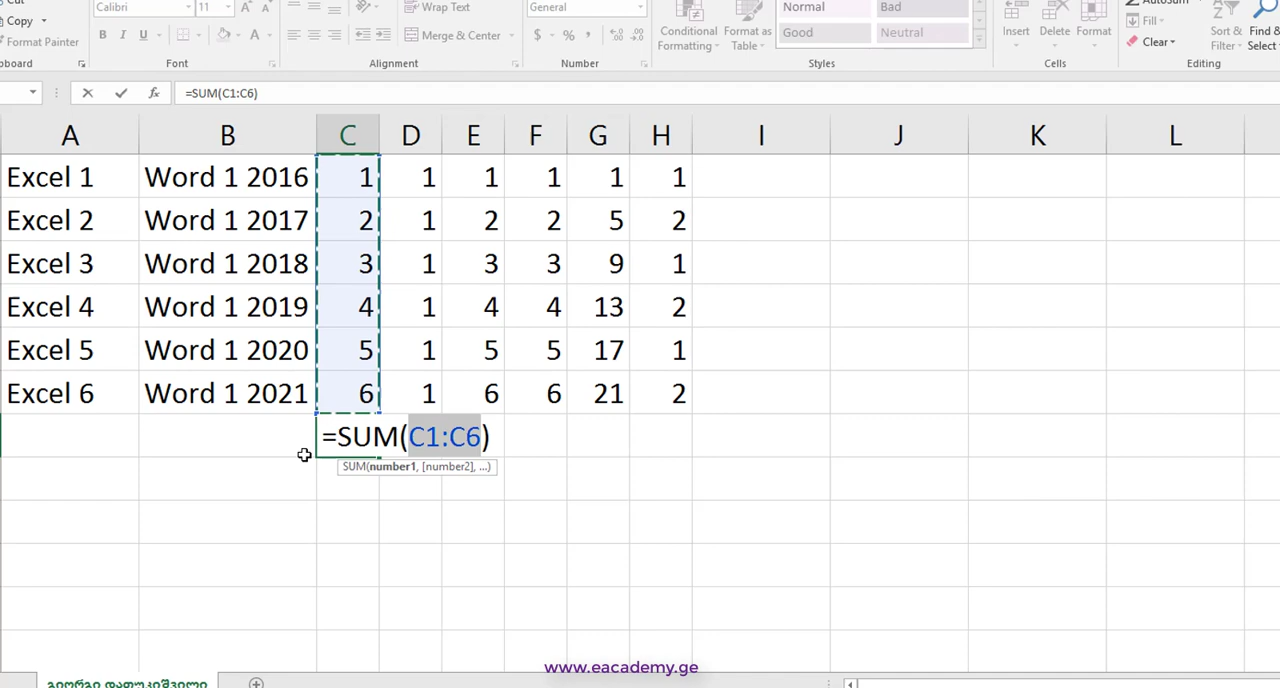 Cut
Calibri 11 A A Wrap Text General Normal Bad AutoSum
Copy
Format Painter B I U A Merge & Center $ % Conditional Formatting Format as Table Good Neutral Insert Delete Format Fill Clear Sort & Filter Find & Select
board Font Alignment Number Styles Cells Editing
fx =SUM(C1:C6)
A B C D E F G H I J K L
Excel 1 Word 1 2016 1 1 1 1 1 1
Excel 2 Word 1 2017 2 1 2 2 5 2
Excel 3 Word 1 2018 3 1 3 3 9 1
Excel 4 Word 1 2019 4 1 4 4 13 2
Excel 5 Word 1 2020 5 1 5 5 17 1
Excel 6 Word 1 2021 6 1 6 6 21 2
=SUM(C1:C6)
SUM(number1, [number2], ...)
www.eacademy.ge